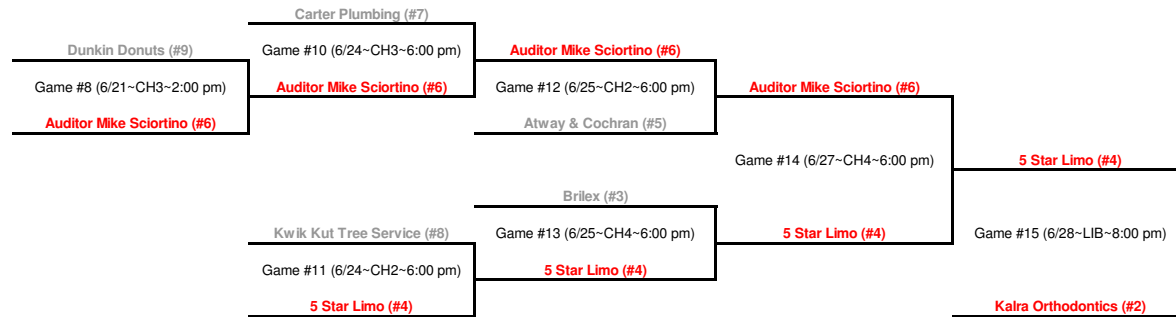 Carter Plumbing (#7)
Dunkin Donuts (#9)
Game #10 (6/24~CH3~6:00 pm)
Auditor Mike Sciortino (#6)
Game #8 (6/21~CH3~2:00 pm)
Auditor Mike Sciortino (#6)
Game #12 (6/25~CH2~6:00 pm)
Auditor Mike Sciortino (#6)
Auditor Mike Sciortino (#6)
Atway & Cochran (#5)
Game #14 (6/27~CH4~6:00 pm)
5 Star Limo (#4)
Brilex (#3)
Kwik Kut Tree Service (#8)
Game #13 (6/25~CH4~6:00 pm)
5 Star Limo (#4)
Game #15 (6/28~LIB~8:00 pm)
Game #11 (6/24~CH2~6:00 pm)
5 Star Limo (#4)
5 Star Limo (#4)
Kalra Orthodontics (#2)